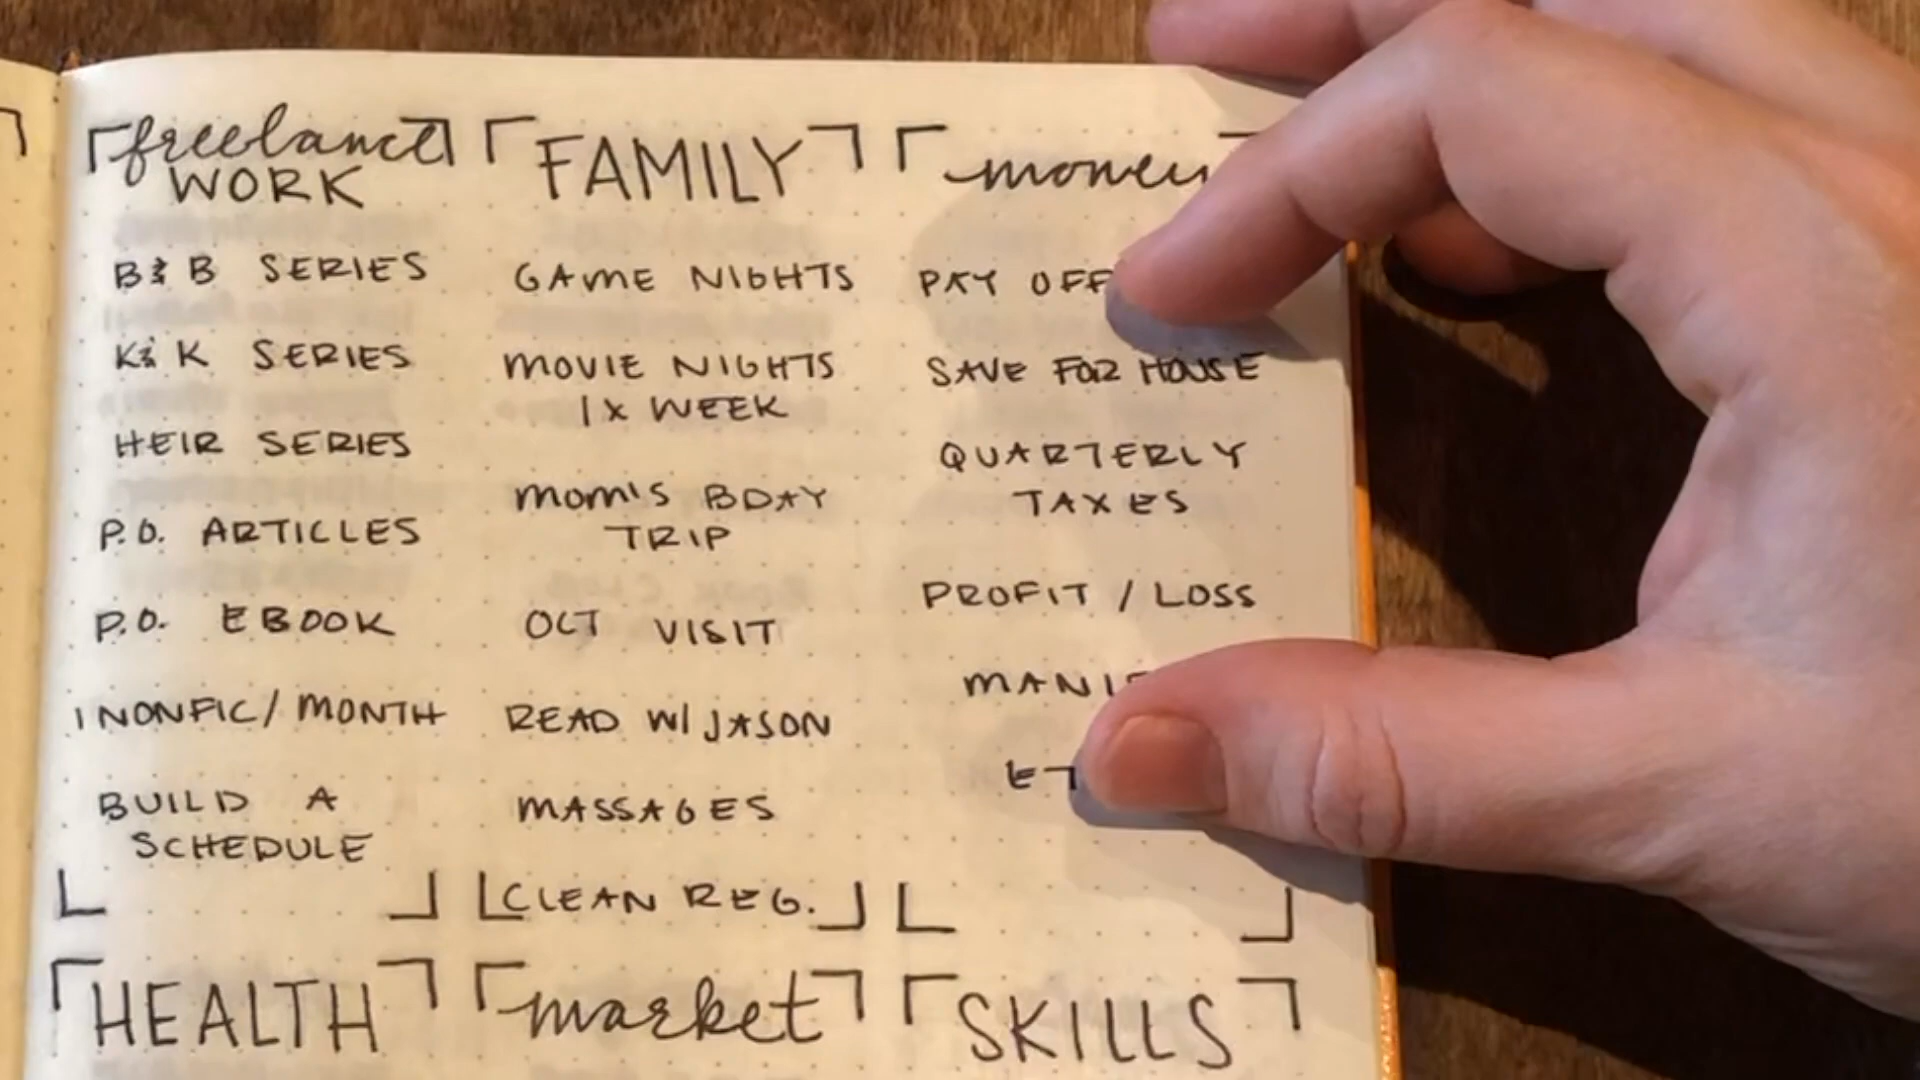 freelance
WORK
B & B SERIES
K & K SERIES
HEIR SERIES
P.O. ARTICLES
P.O. EBOOK
1 NONFIC/MONTH
BUILD A
SCHEDULE
FAMILY
GAME NIGHTS
MOVIE NIGHTS
1 x WEEK
MOM'S BDAY
TRIP
OCT VISIT
READ W/ JASON
MASSAGES
CLEAN REG.
money
PAY OFF
SAVE FOR HOUSE
QUARTERLY
TAXES
PROFIT / LOSS
HEALTH
market
SKILLS